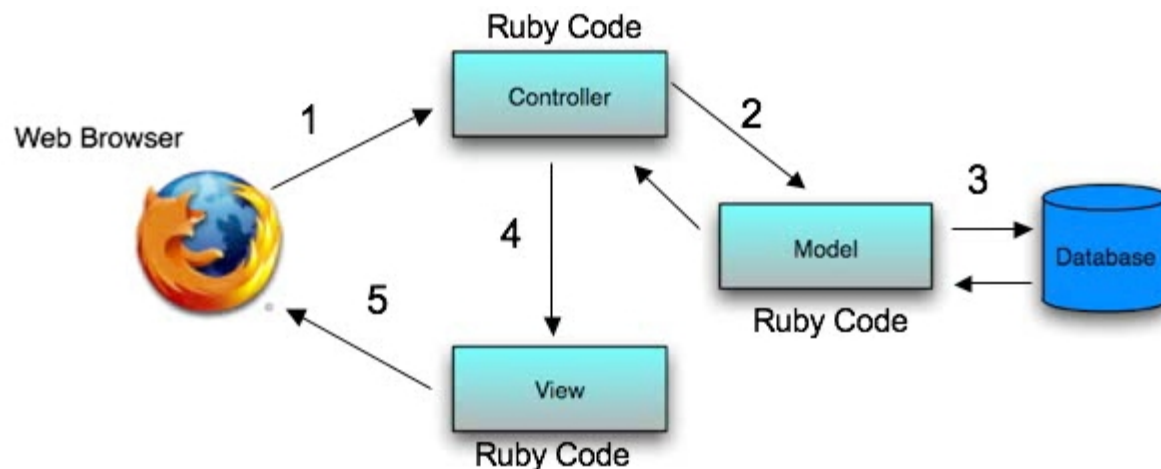 Ruby Code
Controller
1
2
Web Browser
3
4
Model
Database
5
Ruby Code
View
Ruby Code